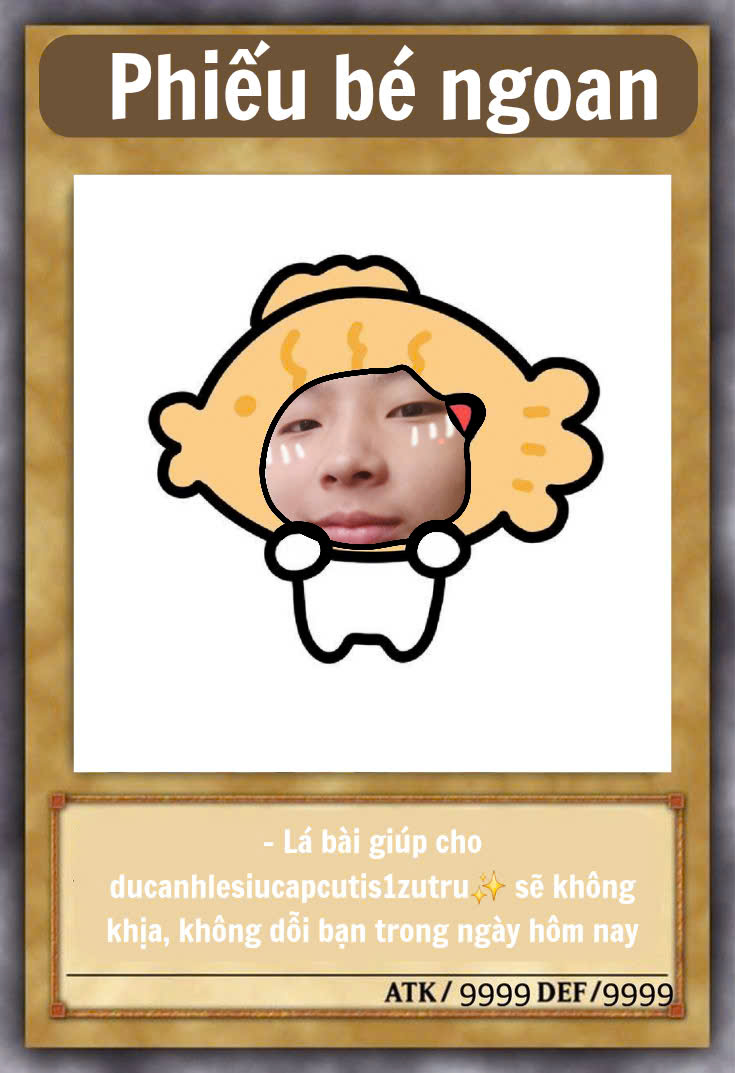 Phiếu bé ngoan
- Lá bài giúp cho
ducanhlesiucapcutis1zutru✨ sẽ không
khịa, không dỗi bạn trong ngày hôm nay
ATK/ 9999 DEF/9999